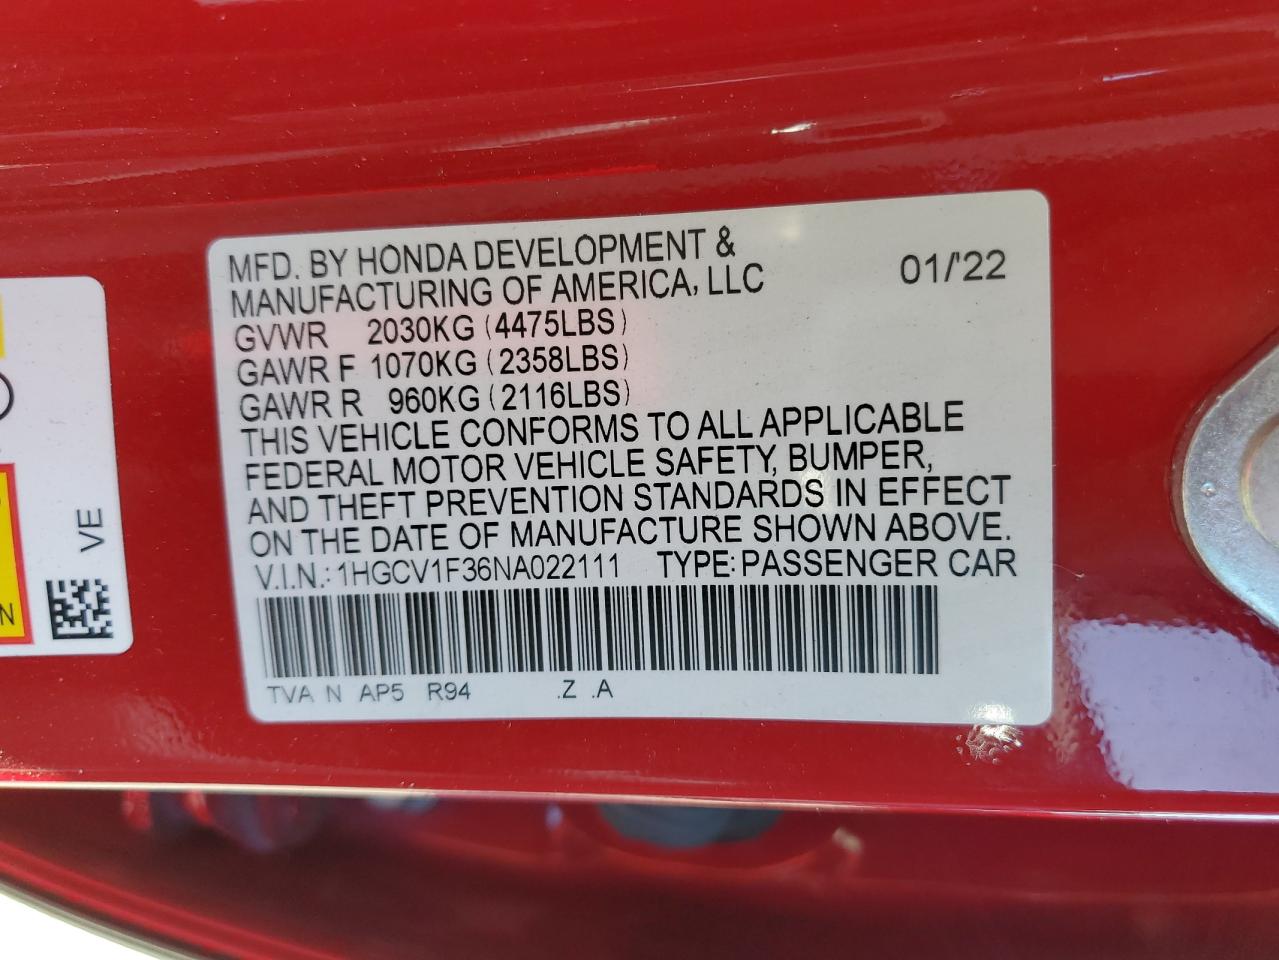 MFD. BY HONDA DEVELOPMENT &
MANUFACTURING OF AMERICA, LLC
01/'22
GVWR 2030KG (4475LBS)
GAWR F 1070KG (2358LBS)
GAWR R 960KG (2116LBS)
THIS VEHICLE CONFORMS TO ALL APPLICABLE
FEDERAL MOTOR VEHICLE SAFETY, BUMPER,
AND THEFT PREVENTION STANDARDS IN EFFECT
ON THE DATE OF MANUFACTURE SHOWN ABOVE.
V.I.N.: 1HGCV1F36NA022111 TYPE: PASSENGER CAR
TVA N AP5 R94 .Z .A
VE
N